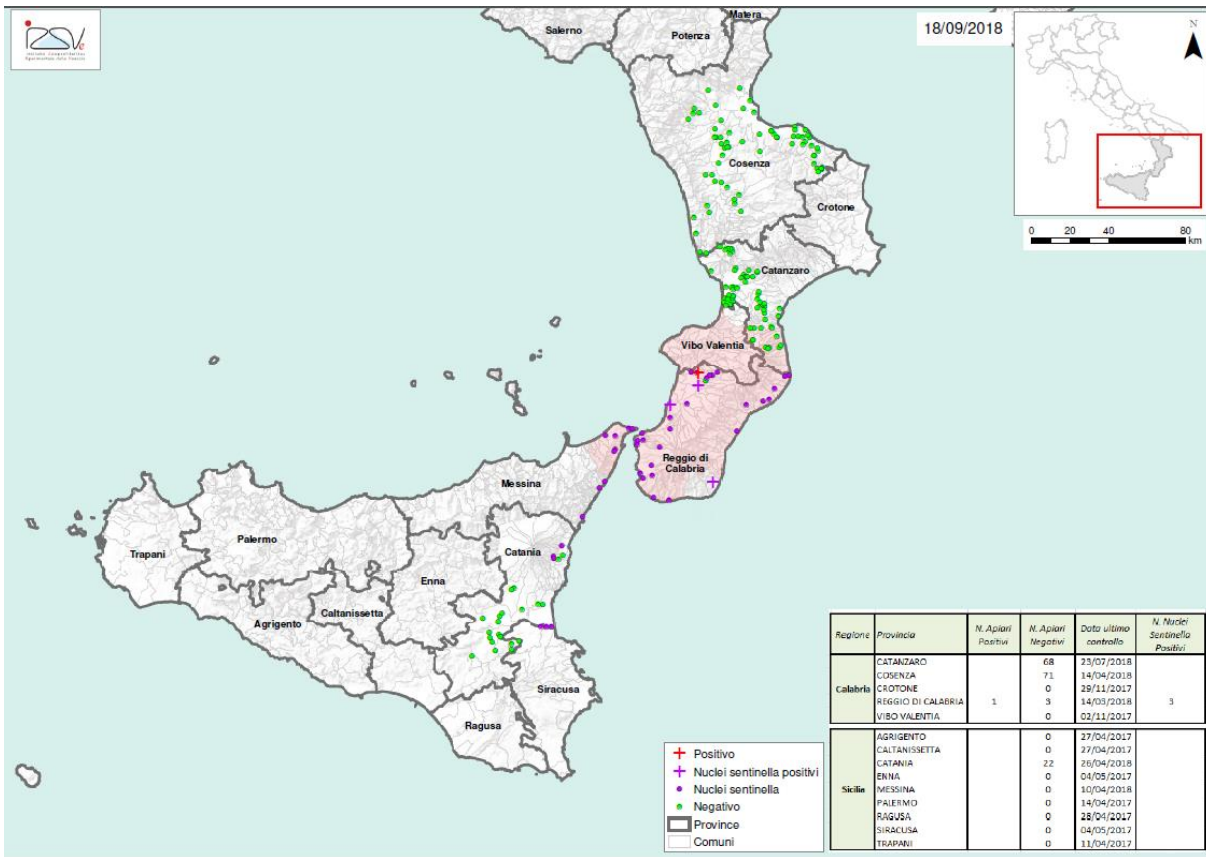 Matera
Salerno
Potenza
18/09/2018
N
IZSVe
Cosenza
Crotone
0 20 40 80
km
Catanzaro
Vibo Valentia
Reggio di
Calabria
Messina
Palermo
Trapani
Catania
Enna
Caltanissetta
Agrigento
Siracusa
Ragusa
Positivo
Nuclei sentinella positivi
Nuclei sentinella
Negativo
Province
Comuni
Regione Provincia N. Apiari Positivi N. Apiari Negativi Data ultimo controllo N. Nuclei Sentinella Positivi
Calabria
CATANZARO 68 23/07/2018
COSENZA 71 14/04/2018
CROTONE 0 29/11/2017
REGGIO DI CALABRIA 1 3 14/03/2018 3
VIBO VALENTIA 0 02/11/2017
Sicilia
AGRIGENTO 0 27/04/2017
CALTANISSETTA 0 27/04/2017
CATANIA 22 26/04/2018
ENNA 0 04/05/2017
MESSINA 0 10/04/2018
PALERMO 0 14/04/2017
RAGUSA 0 28/04/2017
SIRACUSA 0 04/05/2017
TRAPANI 0 11/04/2017